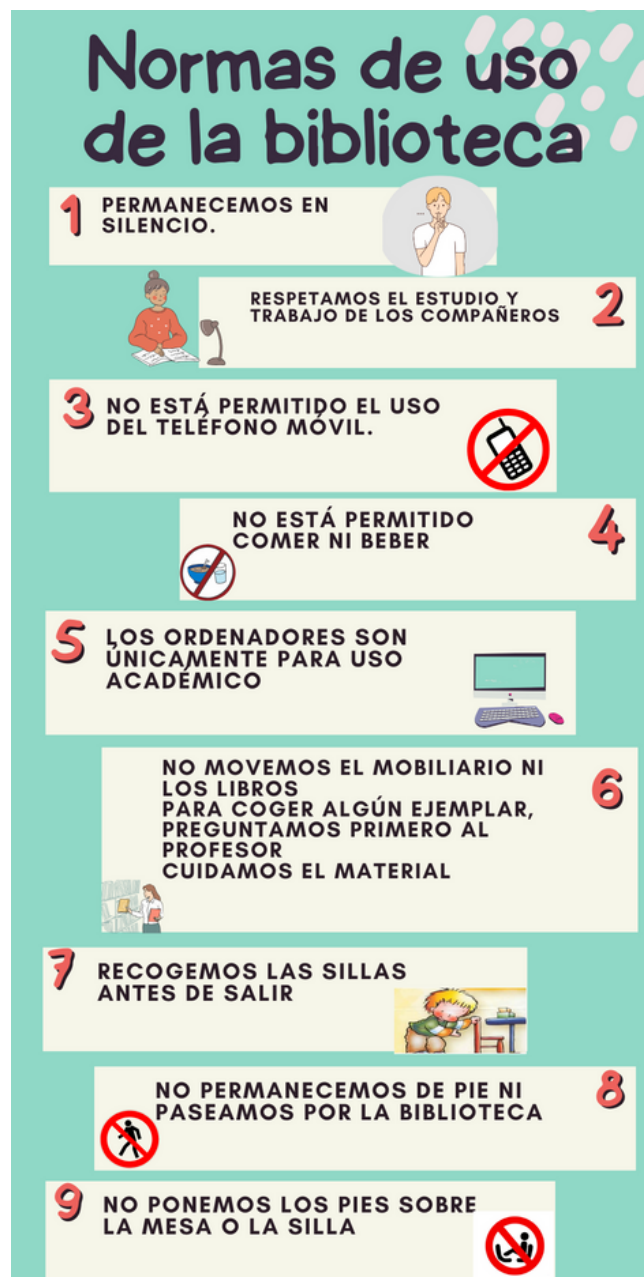 Normas de uso
de la biblioteca
1 PERMANECEMOS EN
SILENCIO.
RESPETAMOS EL ESTUDIO Y
TRABAJO DE LOS COMPAÑEROS
2
3 NO ESTÁ PERMITIDO EL USO
DEL TELÉFONO MÓVIL.
NO ESTÁ PERMITIDO
COMER NI BEBER
4
5 LOS ORDENADORES SON
ÚNICAMENTE PARA USO
ACADÉMICO
NO MOVEMOS EL MOBILIARIO NI
LOS LIBROS
PARA COGER ALGÚN EJEMPLAR,
PREGUNTAMOS PRIMERO AL
PROFESOR
CUIDAMOS EL MATERIAL
6
7 RECOGEMOS LAS SILLAS
ANTES DE SALIR
NO PERMANECEMOS DE PIE NI
PASEAMOS POR LA BIBLIOTECA
8
9 NO PONEMOS LOS PIES SOBRE
LA MESA O LA SILLA